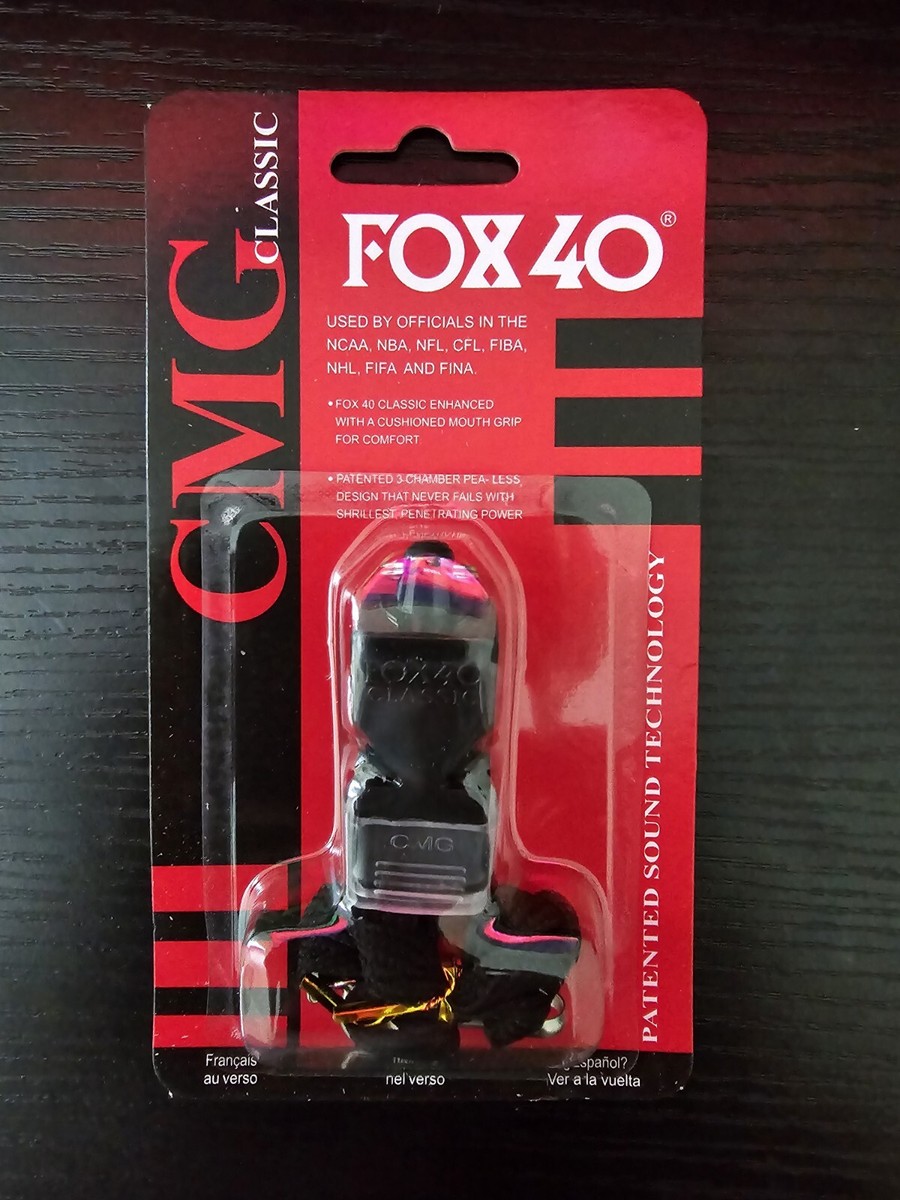 CMG CLASSIC
FOX 40®
USED BY OFFICIALS IN THE
NCAA, NBA, NFL, CFL, FIBA,
NHL, FIFA AND FINA.
• FOX 40 CLASSIC ENHANCED
WITH A CUSHIONED MOUTH GRIP
FOR COMFORT
• PATENTED 3-CHAMBER PEA- LESS,
DESIGN THAT NEVER FAILS WITH
SHRILLEST, PENETRATING POWER
FOX 40
CLASSIC
CMG
PATENTED SOUND TECHNOLOGY
Français
au verso
nel verso
Español?
Ver a la vuelta